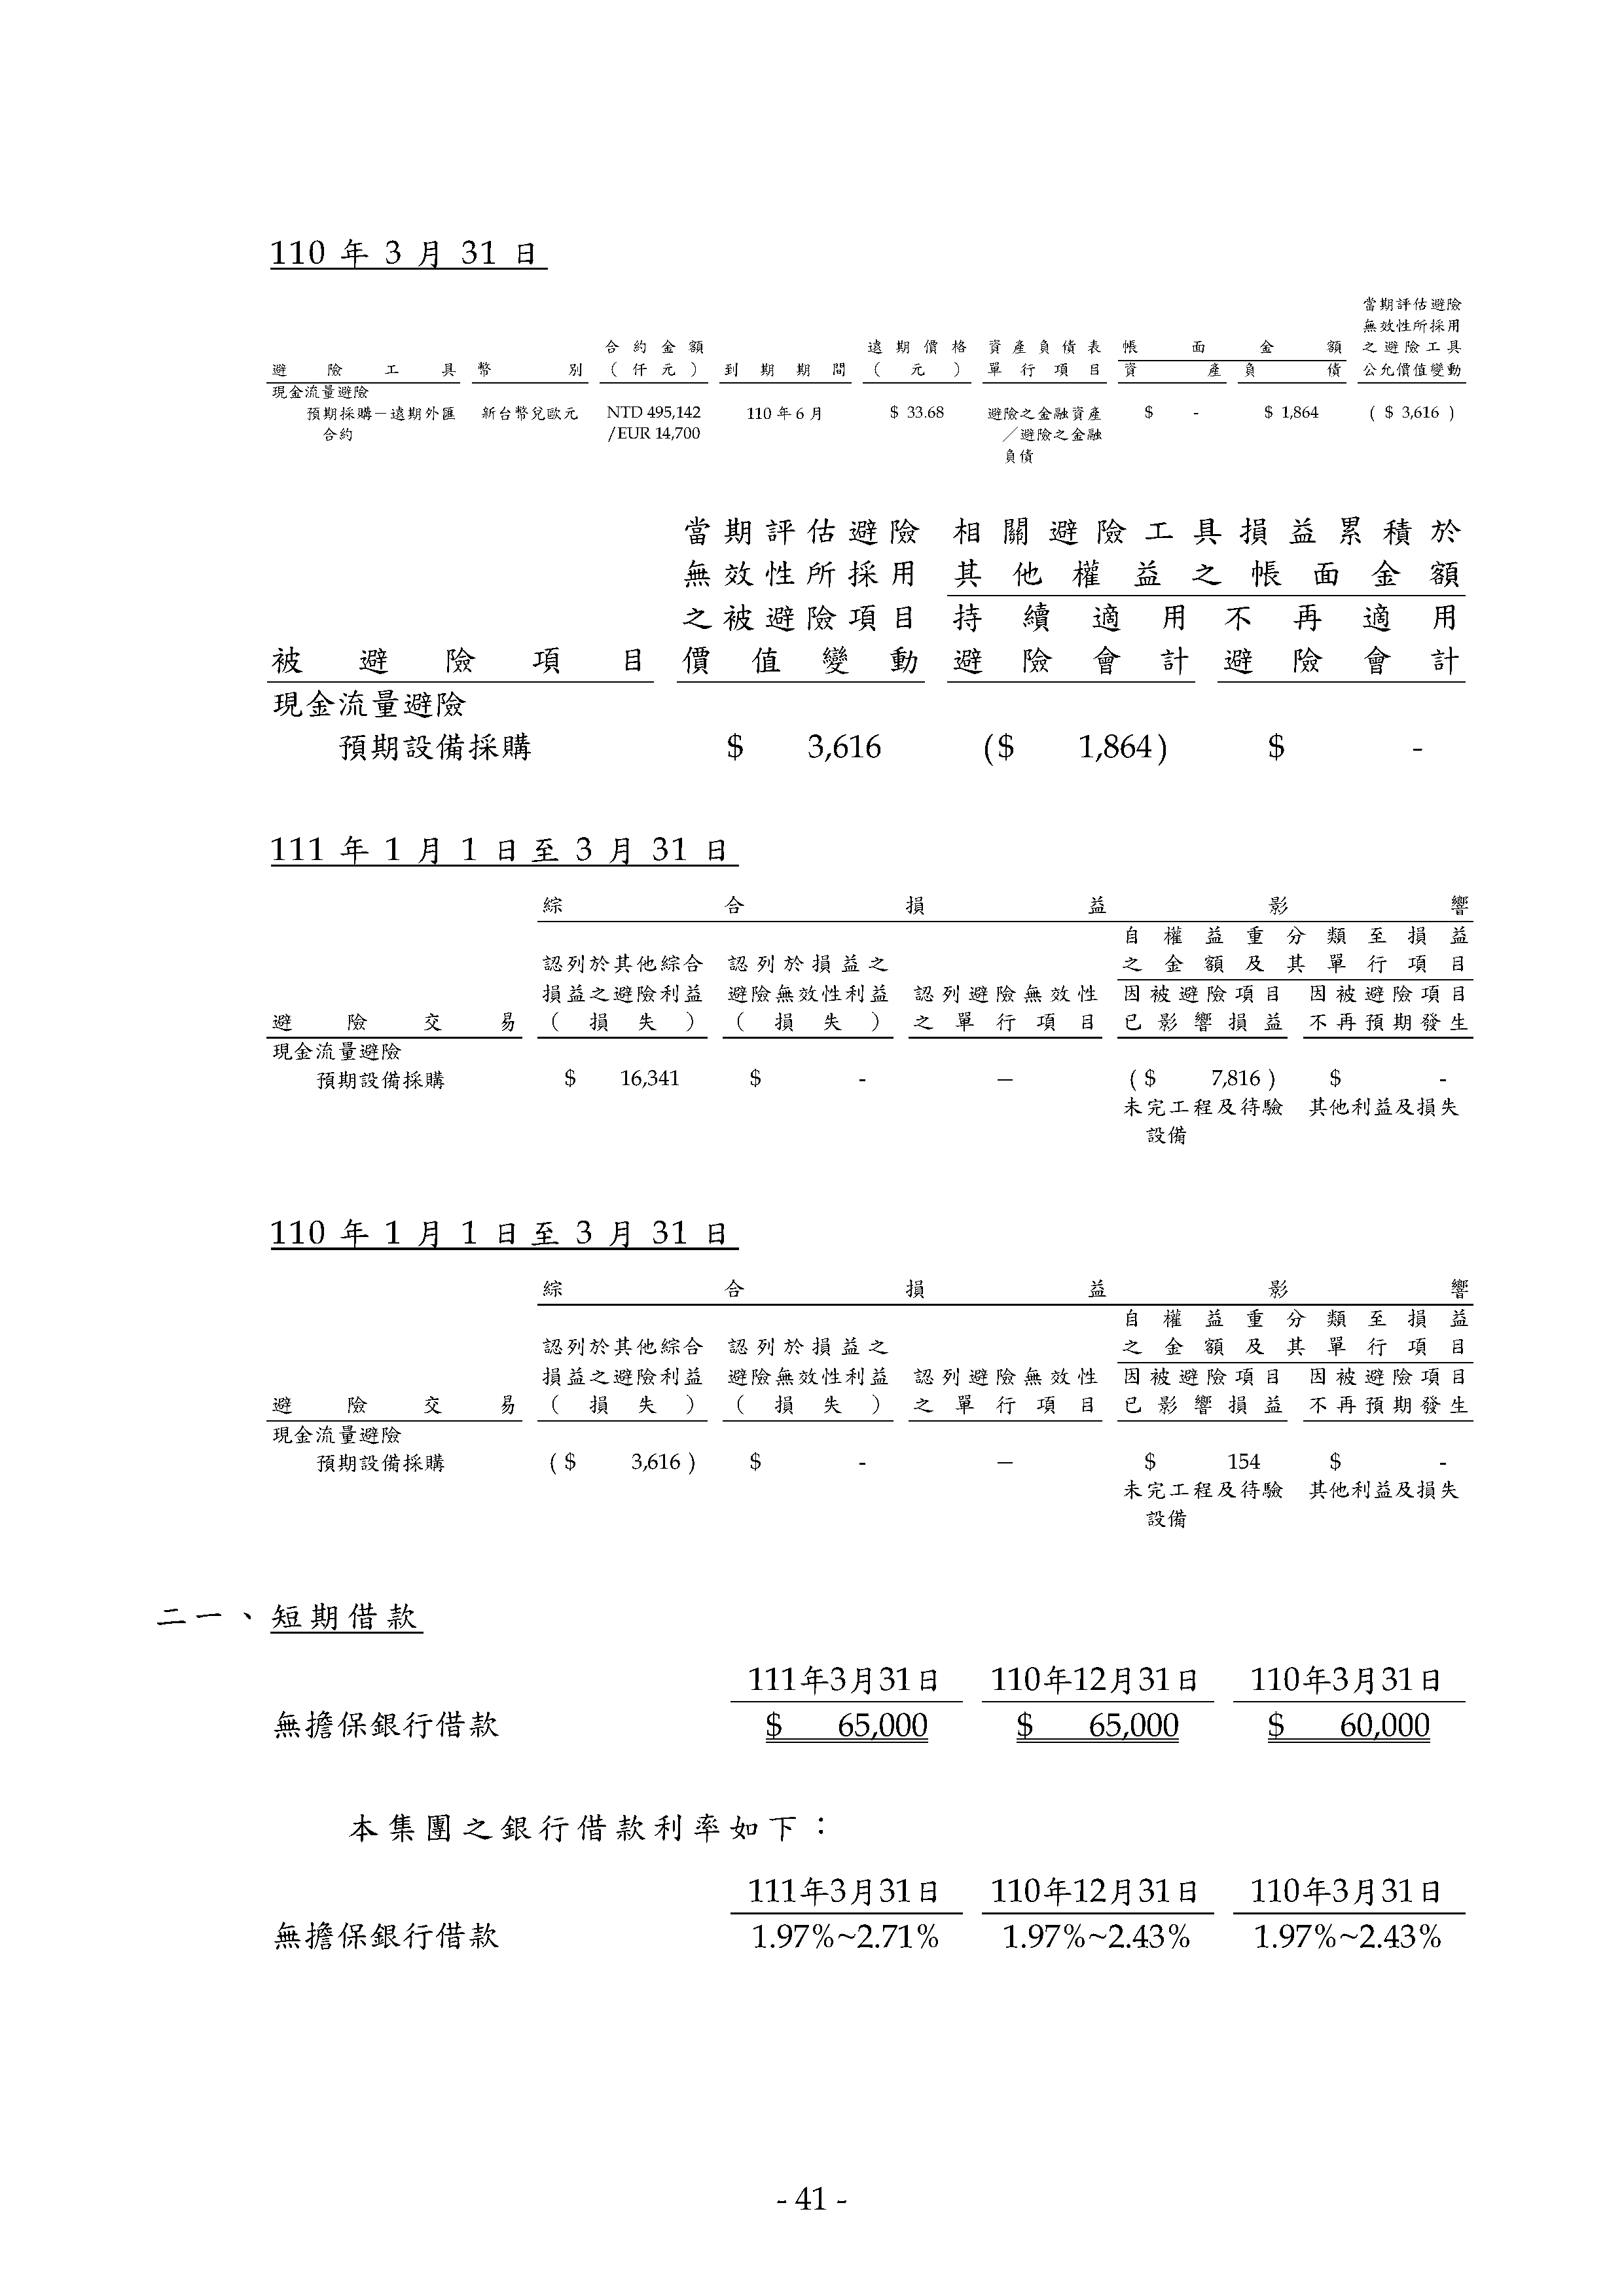 110 年 3 月 31 日
當期評估避險
無效性所採用
合約金額 遠期價格 資產負債表 帳面金額 之避險工具
避險工具 幣別 (仟元) 到期期間 (元) 單行項目 資產 負債 公允價值變動
現金流量避險
預期採購－遠期外匯 新台幣兌歐元 NTD 495,142 110 年 6 月 $ 33.68 避險之金融資產 $ - $ 1,864 ( $ 3,616 )
合約 /EUR 14,700 ／避險之金融
負債
當期評估避險 相關避險工具損益累積於
無效性所採用 其他權益之帳面金額
之被避險項目 持續適用 不再適用
被避險項目 價值變動 避險會計 避險會計
現金流量避險
預期設備採購 $ 3,616 ($ 1,864) $ -
111 年 1 月 1 日至 3 月 31 日
綜合損益影響
自權益重分類至損益
認列於其他綜合 認列於損益之 之金額及其單行項目
損益之避險利益 避險無效性利益 認列避險無效性 因被避險項目 因被避險項目
避險交易 (損失) (損失) 之單行項目 已影響損益 不再預期發生
現金流量避險
預期設備採購 $ 16,341 $ - － ( $ 7,816 ) $ -
未完工程及待驗 其他利益及損失
設備
110 年 1 月 1 日至 3 月 31 日
綜合損益影響
自權益重分類至損益
認列於其他綜合 認列於損益之 之金額及其單行項目
損益之避險利益 避險無效性利益 認列避險無效性 因被避險項目 因被避險項目
避險交易 (損失) (損失) 之單行項目 已影響損益 不再預期發生
現金流量避險
預期設備採購 ( $ 3,616 ) $ - － $ 154 $ -
未完工程及待驗 其他利益及損失
設備
二一、短期借款
111年3月31日 110年12月31日 110年3月31日
無擔保銀行借款 $ 65,000 $ 65,000 $ 60,000
本集團之銀行借款利率如下：
111年3月31日 110年12月31日 110年3月31日
無擔保銀行借款 1.97%~2.71% 1.97%~2.43% 1.97%~2.43%
- 41 -